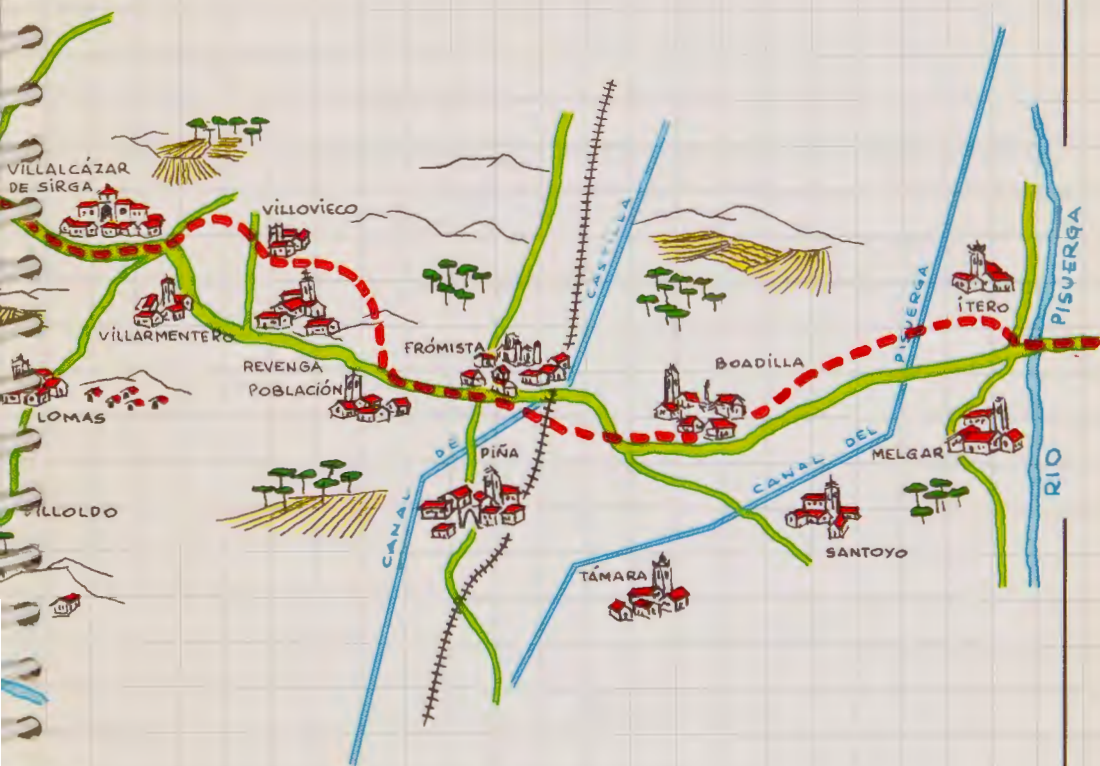 VILLALCÁZAR
DE SIRGA
VILLOVIECO
VILLARMENTERO
REVENGA
POBLACIÓN
LOMAS
VILLOLDO
FRÓMISTA
CASTILLA
PIÑA
CANAL DE
BOADILLA
PISUERGA
ÍTERO
PISUERGA
MELGAR
RIO
CANAL DEL
SANTOYO
TÁMARA